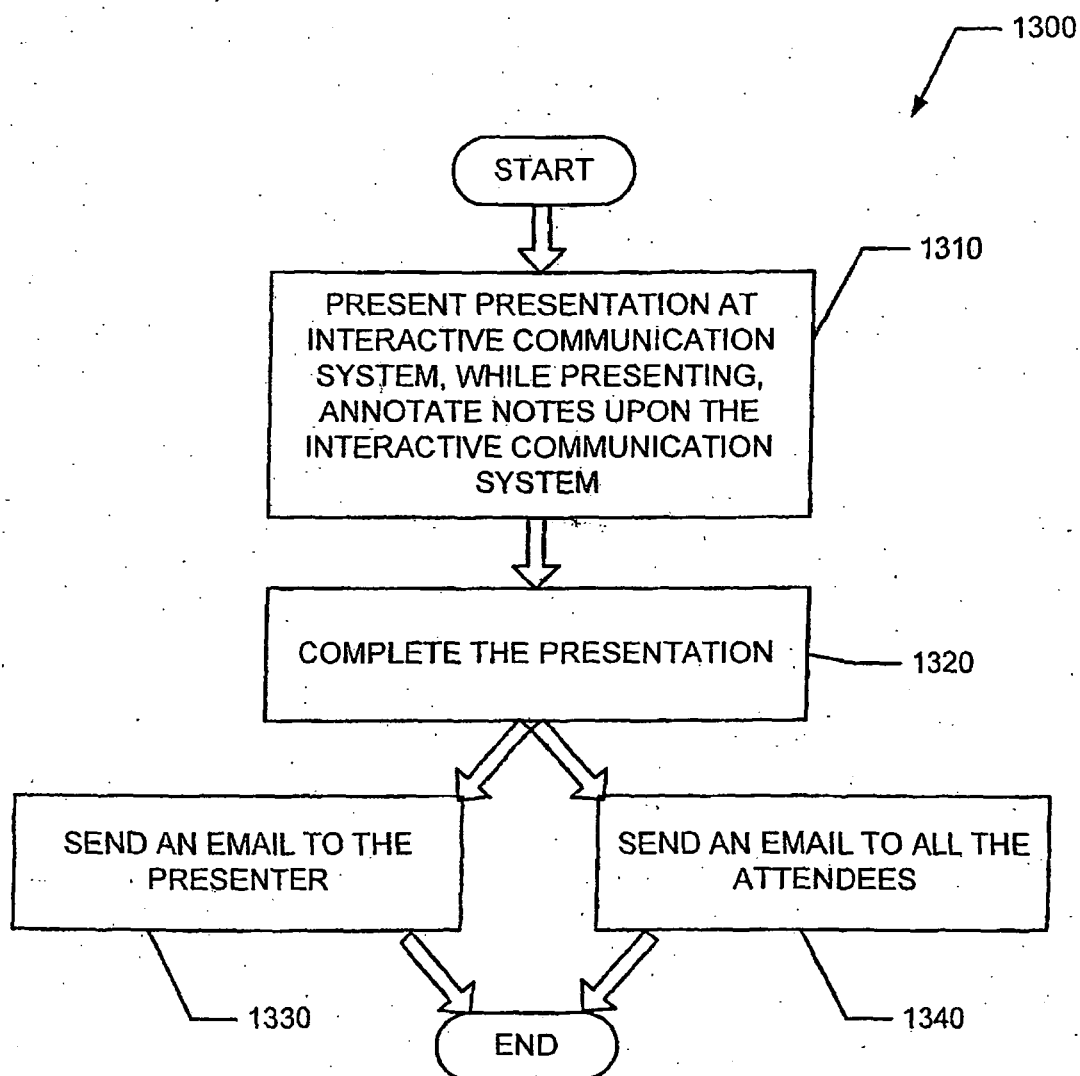 1300
START
1310
PRESENT PRESENTATION AT
INTERACTIVE COMMUNICATION
SYSTEM, WHILE PRESENTING,
ANNOTATE NOTES UPON THE
INTERACTIVE COMMUNICATION
SYSTEM
COMPLETE THE PRESENTATION
1320
SEND AN EMAIL TO THE
PRESENTER
SEND AN EMAIL TO ALL THE
ATTENDEES
1330
1340
END